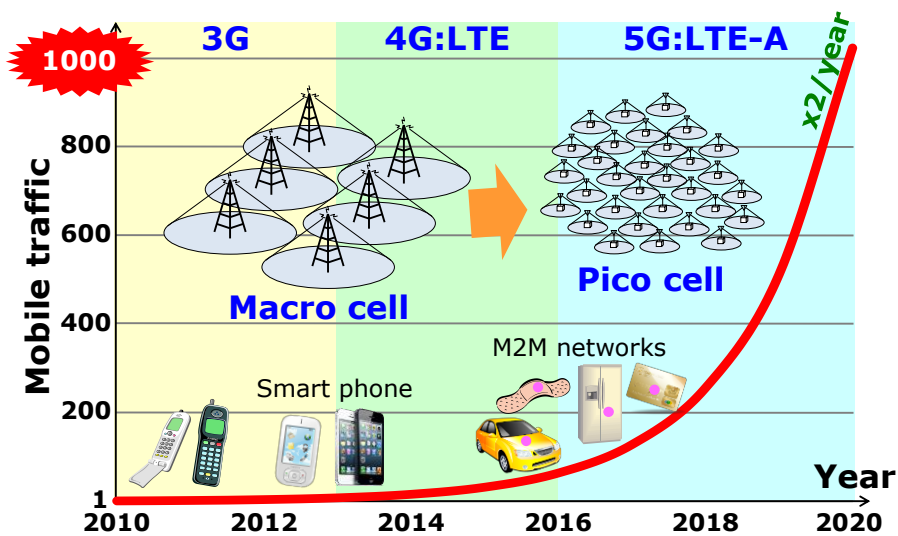 3G
4G:LTE
5G:LTE-A
1000
x2/year
800
600
400
200
1
Mobile traffic
Macro cell
Pico cell
M2M networks
Smart phone
Year
2010
2012
2014
2016
2018
2020